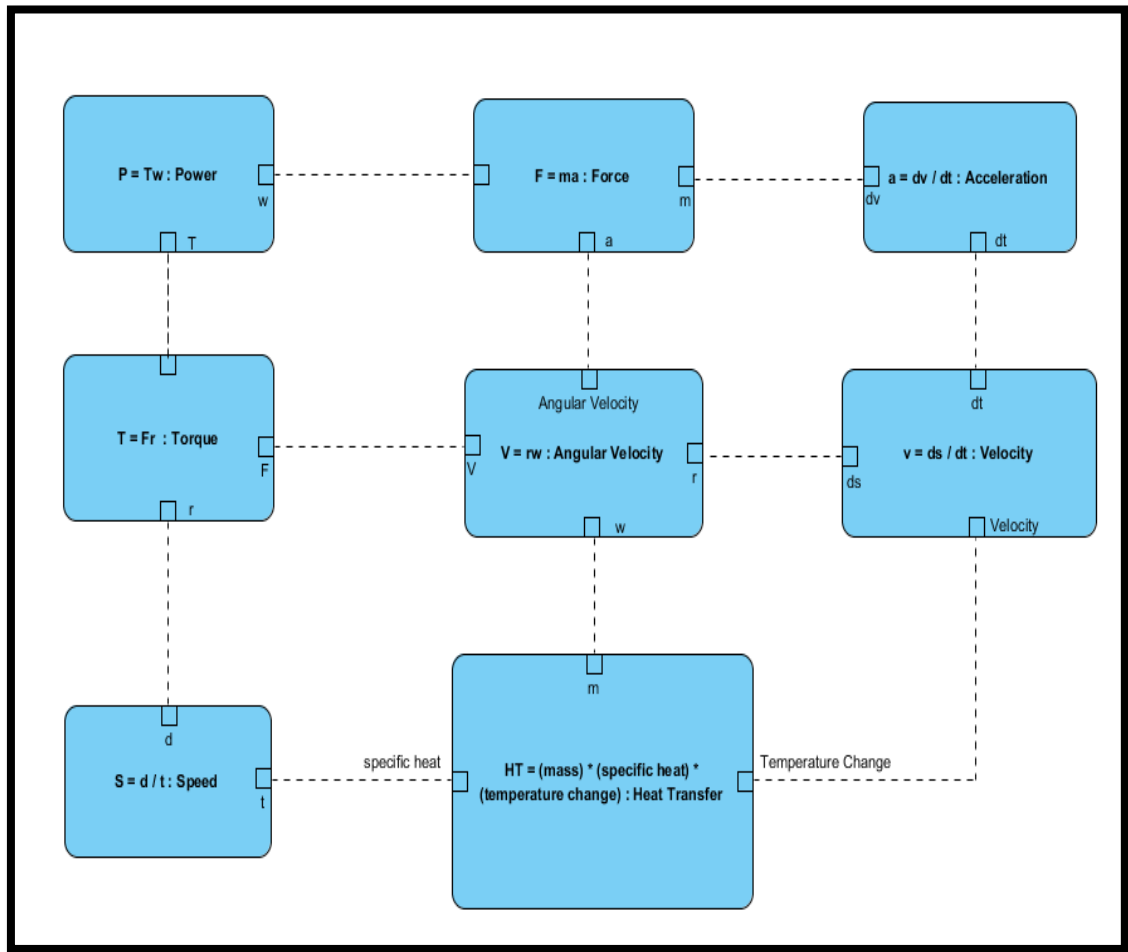 P = Tw : Power
w
T
F = ma : Force
m
a
a = dv / dt : Acceleration
dv
dt
T = Fr : Torque
F
r
Angular Velocity
V = rw : Angular Velocity
V
r
w
dt
v = ds / dt : Velocity
ds
Velocity
d
S = d / t : Speed
t
specific heat
m
HT = (mass) * (specific heat) *
(temperature change) : Heat Transfer
Temperature Change